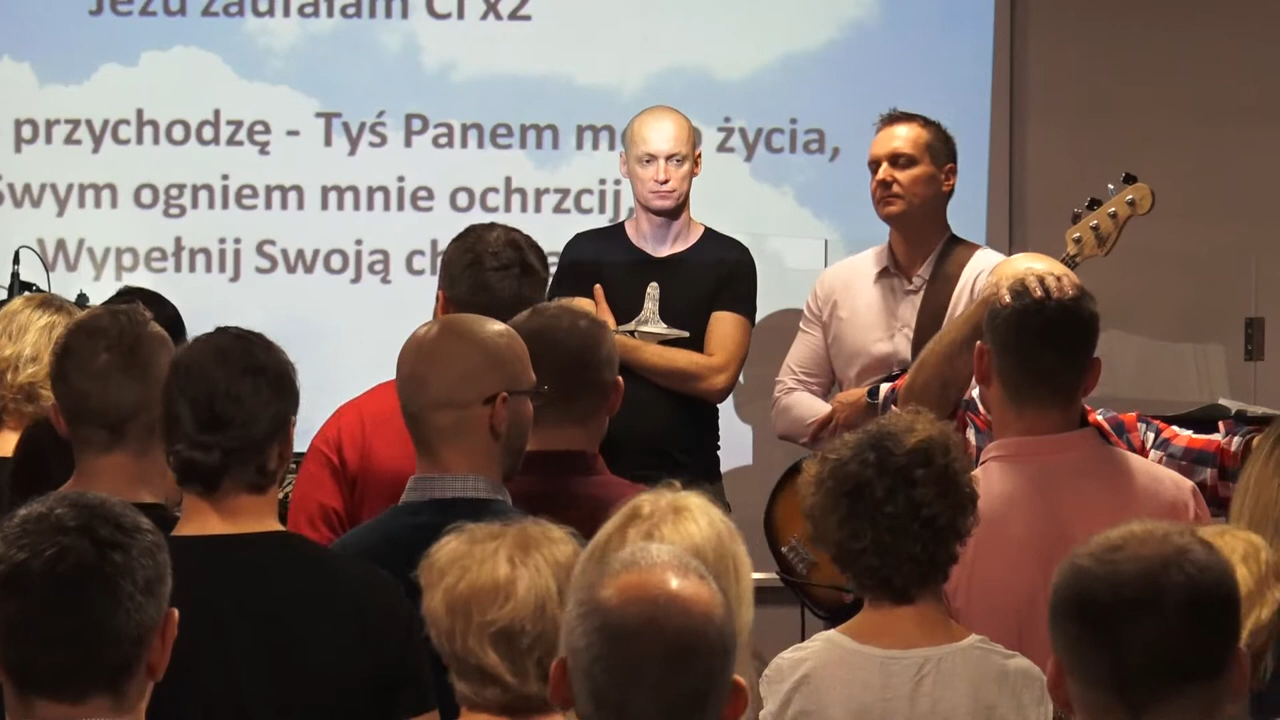 Jezu zaufałam Ci x2
przychodzę - Tyś Panem życia,
Swym ogniem mnie ochrzcij,
Wypełnij Swoją